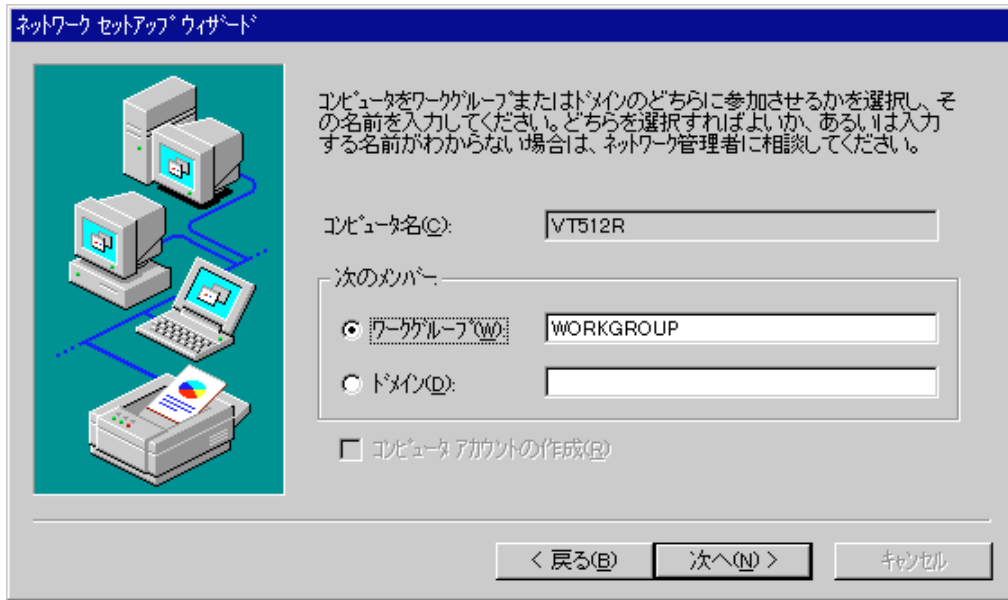 ネットワーク セットアップ ウィザード
コンピュータをワークグループまたはドメインのどちらに参加させるかを選択し、そ
の名前を入力してください。どちらを選択すればよいか、あるいは入力
する名前がわからない場合は、ネットワーク管理者に相談してください。
コンピュータ名(C): VT512R
次のメンバー:
ワークグループ(W): WORKGROUP
ドメイン(D):
コンピュータ アカウントの作成(R)
< 戻る(B) 次へ(N) > キャンセル